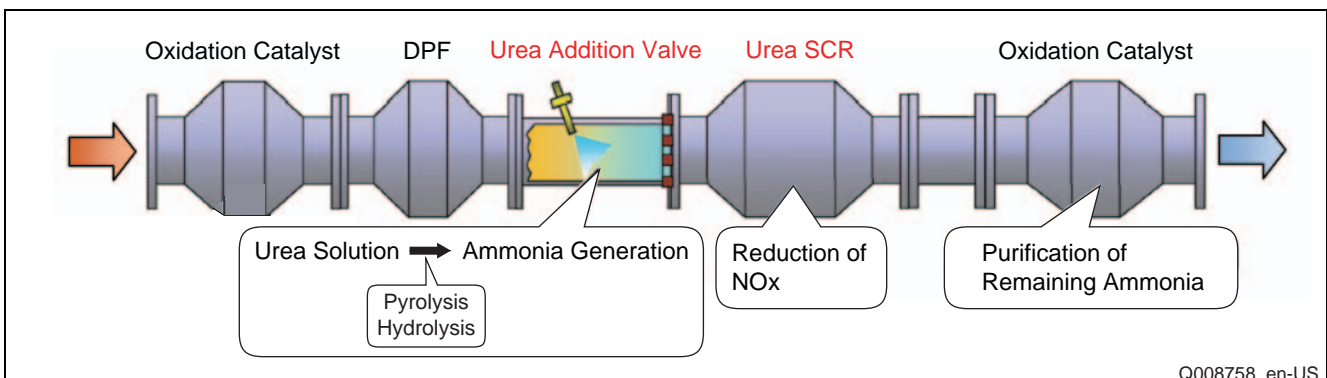 Oxidation Catalyst
DPF
Urea Addition Valve
Urea SCR
Oxidation Catalyst
Urea Solution
Ammonia Generation
Pyrolysis
Hydrolysis
Reduction of
NOx
Purification of
Remaining Ammonia
Q008758_en-US